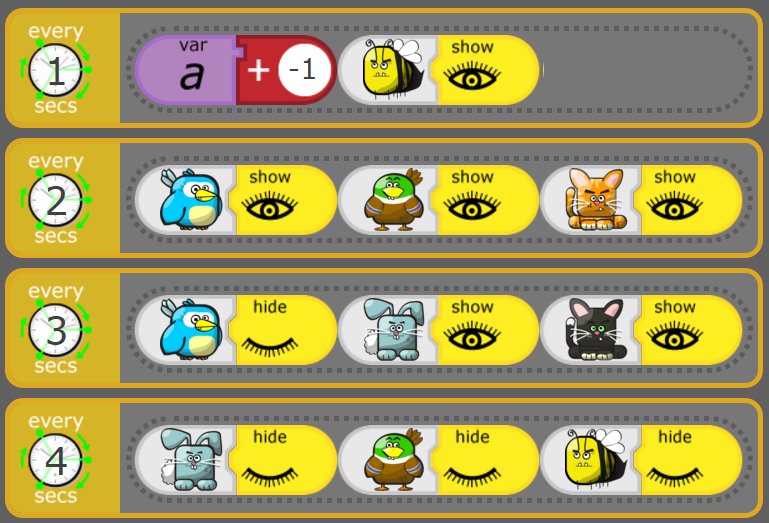 every
1
secs
var
a
+ -1
show
every
2
secs
show
show
show
every
3
secs
hide
show
show
every
4
secs
hide
hide
hide